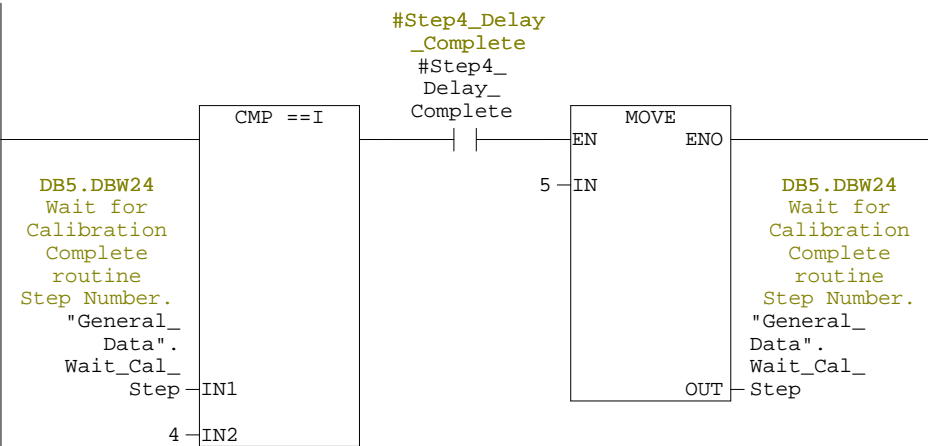 #Step4_Delay
_Complete
#Step4_
Delay_
Complete
CMP ==I
MOVE
EN
ENO
DB5.DBW24
Wait for
Calibration
Complete
routine
Step Number.
"General_
Data".
Wait_Cal_
Step
IN1
4
IN2
5
IN
DB5.DBW24
Wait for
Calibration
Complete
routine
Step Number.
"General_
Data".
Wait_Cal_
OUT
Step